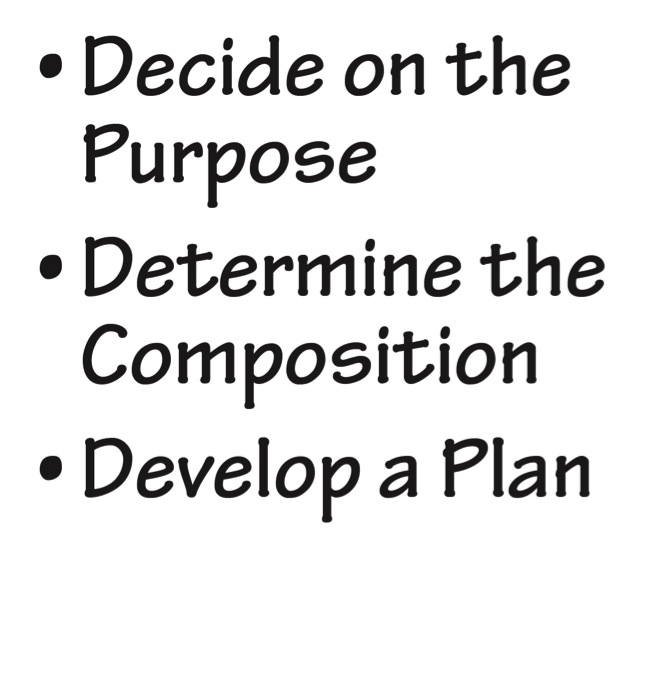 • Decide on the
Purpose
• Determine the
Composition
• Develop a Plan